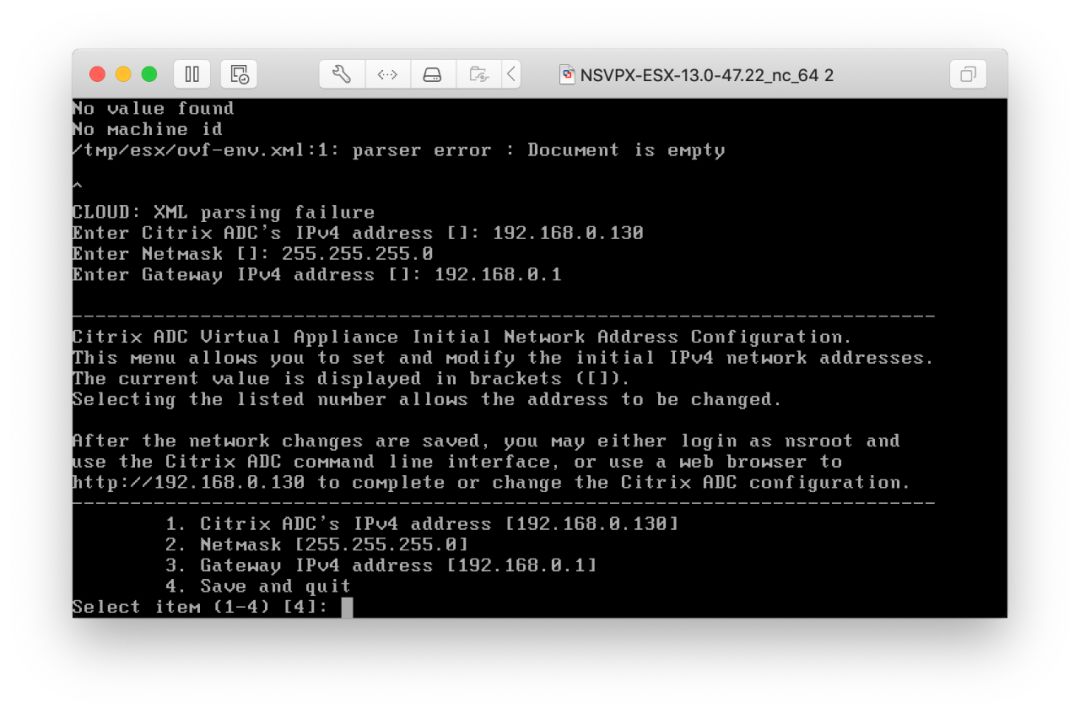 NSVPX-ESX-13.0-47.22_nc_64 2
No value found
No machine id
/tmp/esx/ovf-env.xml:1: parser error : Document is empty
^
CLOUD: XML parsing failure
Enter Citrix ADC's IPv4 address []: 192.168.0.130
Enter Netmask []: 255.255.255.0
Enter Gateway IPv4 address []: 192.168.0.1
--------------------------------------------------------------------------
Citrix ADC Virtual Appliance Initial Network Address Configuration.
This menu allows you to set and modify the initial IPv4 network addresses.
The current value is displayed in brackets ([]).
Selecting the listed number allows the address to be changed.
After the network changes are saved, you may either login as nsroot and
use the Citrix ADC command line interface, or use a web browser to
http://192.168.0.130 to complete or change the Citrix ADC configuration.
--------------------------------------------------------------------------
1. Citrix ADC's IPv4 address [192.168.0.130]
2. Netmask [255.255.255.0]
3. Gateway IPv4 address [192.168.0.1]
4. Save and quit
Select item (1-4) [4]: